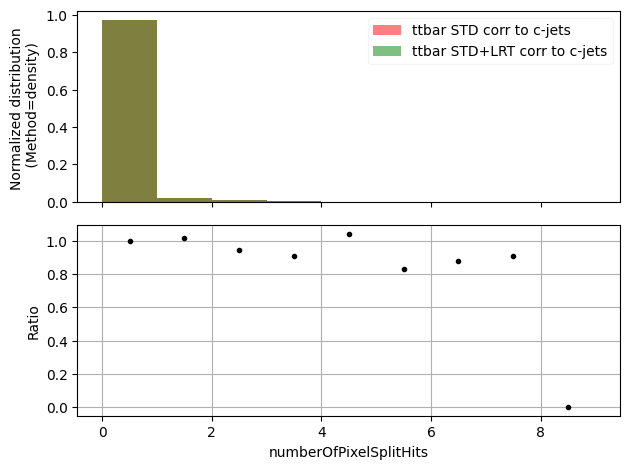 1.0
0.8
0.6
0.4
0.2
0.0
Normalized distribution
(Method=density)
ttbar STD corr to c-jets
ttbar STD+LRT corr to c-jets
1.0
0.8
0.6
0.4
0.2
0.0
Ratio
0 2 4 6 8
numberOfPixelSplitHits